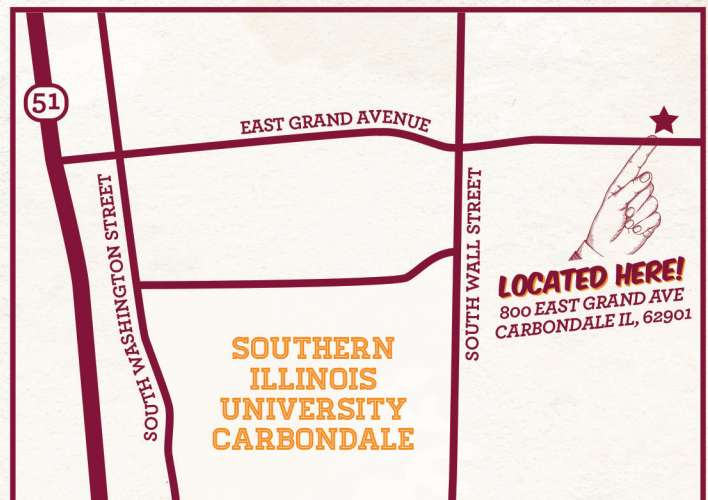 51
EAST GRAND AVENUE
SOUTH WASHINGTON STREET
SOUTH WALL STREET
LOCATED HERE!
800 EAST GRAND AVE
CARBONDALE IL, 62901
SOUTHERN
ILLINOIS
UNIVERSITY
CARBONDALE